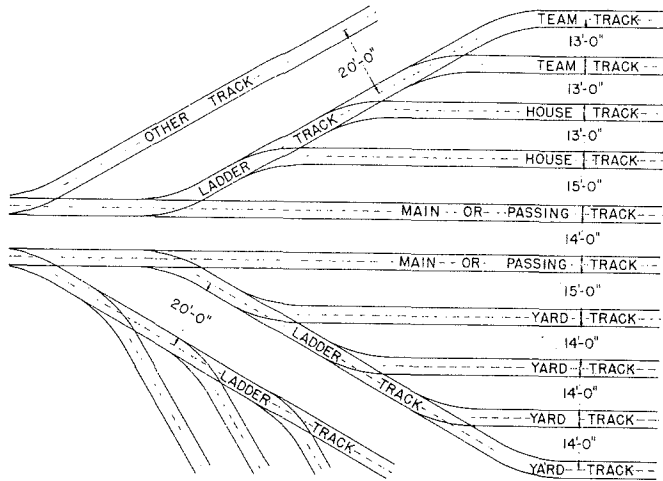 TEAM TRACK
13'-0"
20'-0"
TEAM TRACK
13'-0"
OTHER TRACK
HOUSE TRACK
13'-0"
LADDER TRACK
HOUSE TRACK
15'-0"
MAIN OR PASSING TRACK
14'-0"
MAIN OR PASSING TRACK
15'-0"
20'-0"
YARD TRACK
14'-0"
LADDER TRACK
YARD TRACK
14'-0"
LADDER TRACK
YARD TRACK
14'-0"
YARD TRACK